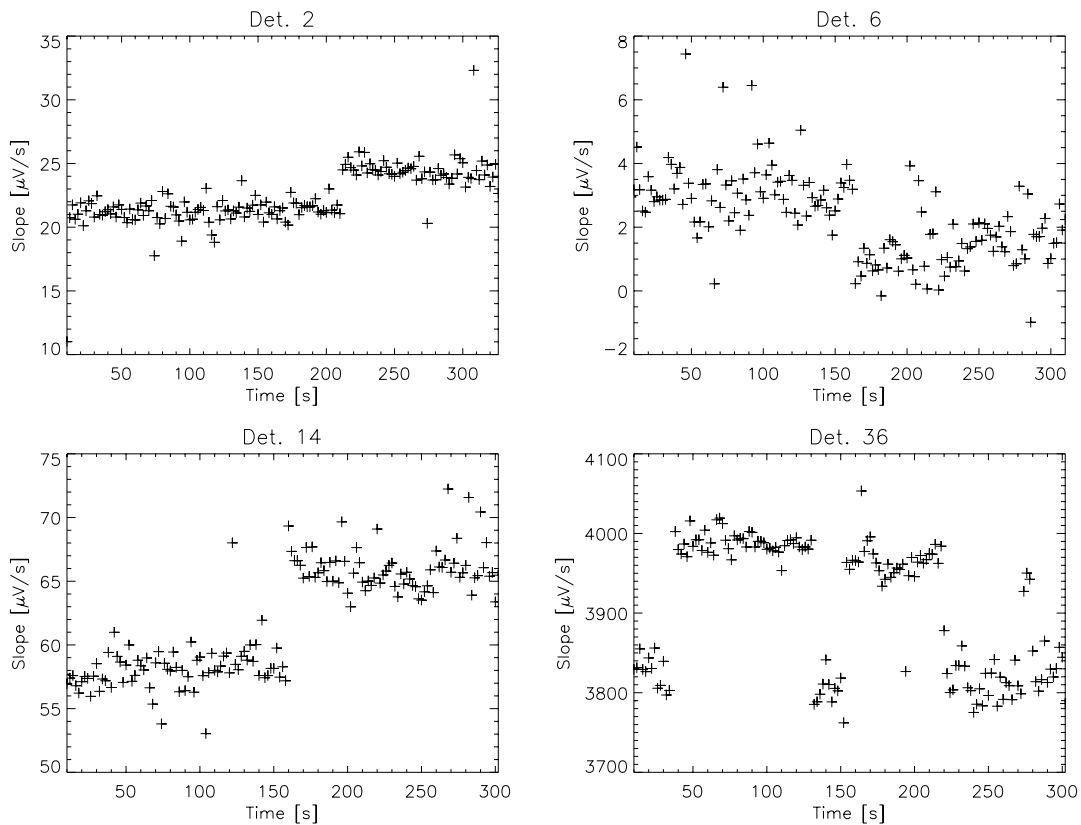 Det. 2
Slope [μV/s]
35
30
25
20
15
10
50 100 150 200 250 300
Time [s]
Det. 6
Slope [μV/s]
8
6
4
2
0
−2
50 100 150 200 250 300
Time [s]
Det. 14
Slope [μV/s]
75
70
65
60
55
50
50 100 150 200 250 300
Time [s]
Det. 36
Slope [μV/s]
4100
4000
3900
3800
3700
50 100 150 200 250 300
Time [s]